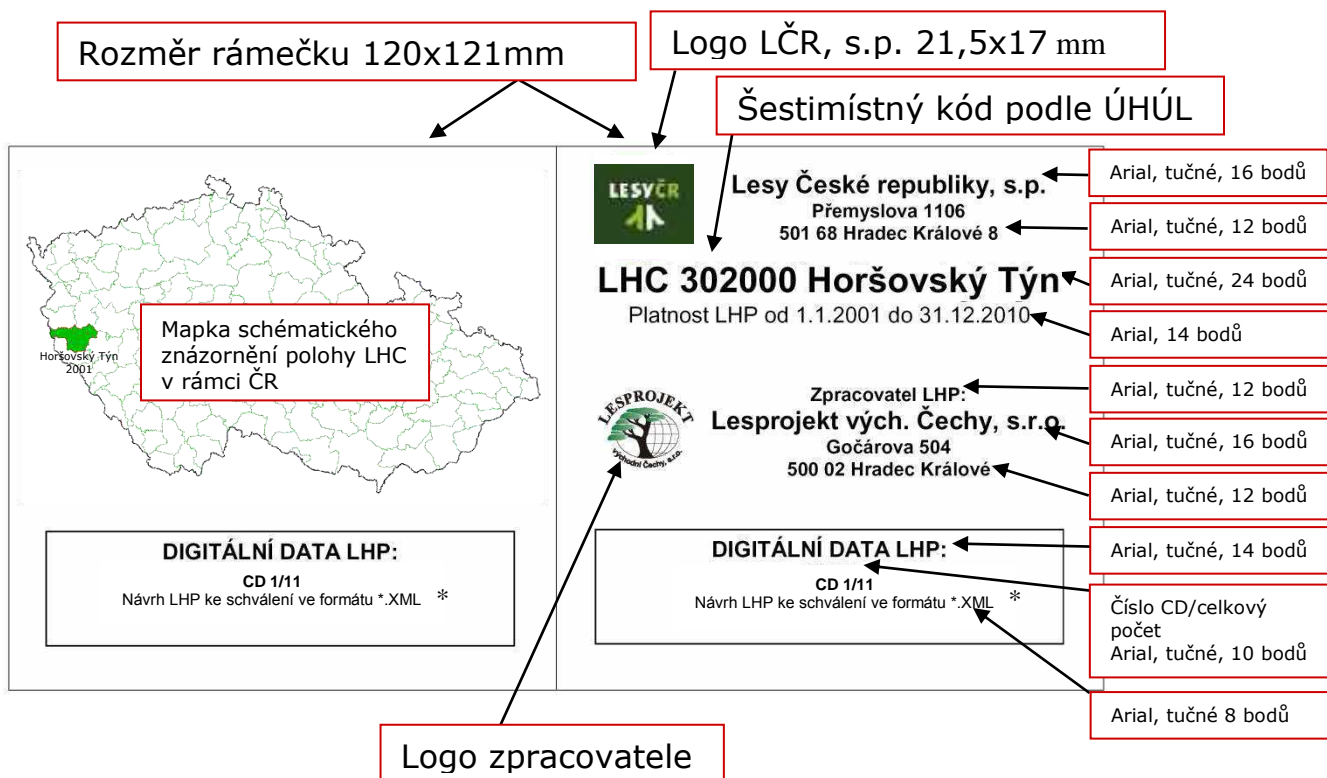 Rozměr rámečku 120x121mm
Logo LČR, s.p. 21,5x17 mm
Šestimístný kód podle ÚHÚL
LESYČR
Lesy České republiky, s.p.
Přemyslova 1106
501 68 Hradec Králové 8
LHC 302000 Horšovský Týn
Platnost LHP od 1.1.2001 do 31.12.2010
Horšovský Týn
2001
Mapka schématického
znázornění polohy LHC
v rámci ČR
LESPROJEKT
východní Čechy, s.r.o.
Zpracovatel LHP:
Lesprojekt vých. Čechy, s.r.o.
Gočárova 504
500 02 Hradec Králové
DIGITÁLNÍ DATA LHP:
CD 1/11
Návrh LHP ke schválení ve formátu *.XML *
DIGITÁLNÍ DATA LHP:
CD 1/11
Návrh LHP ke schválení ve formátu *.XML *
Arial, tučné, 16 bodů
Arial, tučné, 12 bodů
Arial, tučné, 24 bodů
Arial, 14 bodů
Arial, tučné, 12 bodů
Arial, tučné, 16 bodů
Arial, tučné, 12 bodů
Arial, tučné, 14 bodů
Číslo CD/celkový
počet
Arial, tučné, 10 bodů
Arial, tučné 8 bodů
Logo zpracovatele